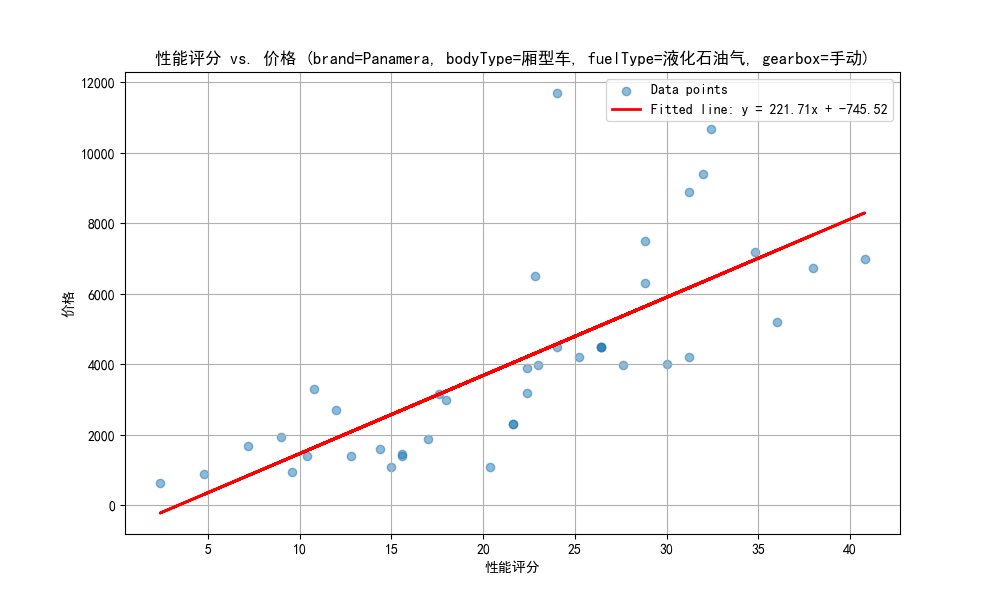 性能评分 vs. 价格 (brand=Panamera, bodyType=厢型车, fuelType=液化石油气, gearbox=手动)
Data points
Fitted line: y = 221.71x + -745.52
12000
10000
8000
6000
4000
2000
0
价格
5 10 15 20 25 30 35 40
性能评分